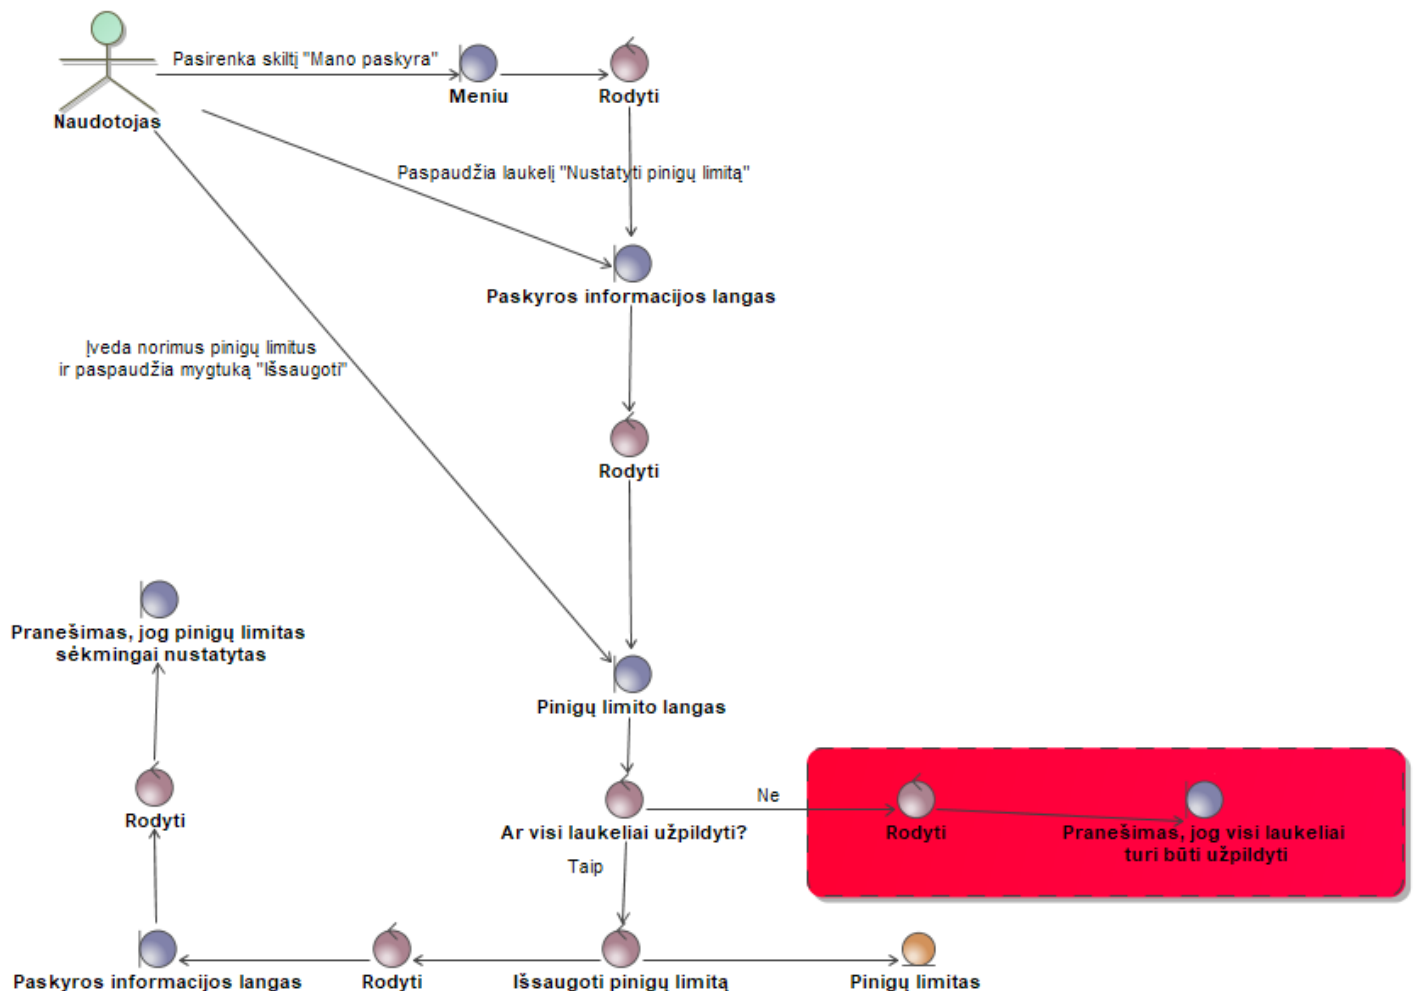 Pasirenka skiltį "Mano paskyra"
Meniu
Rodyti
Naudotojas
Paspaudžia laukelį "Nustatyti pinigų limitą"
Paskyros informacijos langas
Įveda norimus pinigų limitus
ir paspaudžia mygtuką "Išsaugoti"
Rodyti
Pranešimas, jog pinigų limitas
sėkmingai nustatytas
Pinigų limito langas
Rodyti
Ar visi laukeliai užpildyti?
Ne
Rodyti
Pranešimas, jog visi laukeliai
turi būti užpildyti
Taip
Paskyros informacijos langas
Rodyti
Išsaugoti pinigų limitą
Pinigų limitas